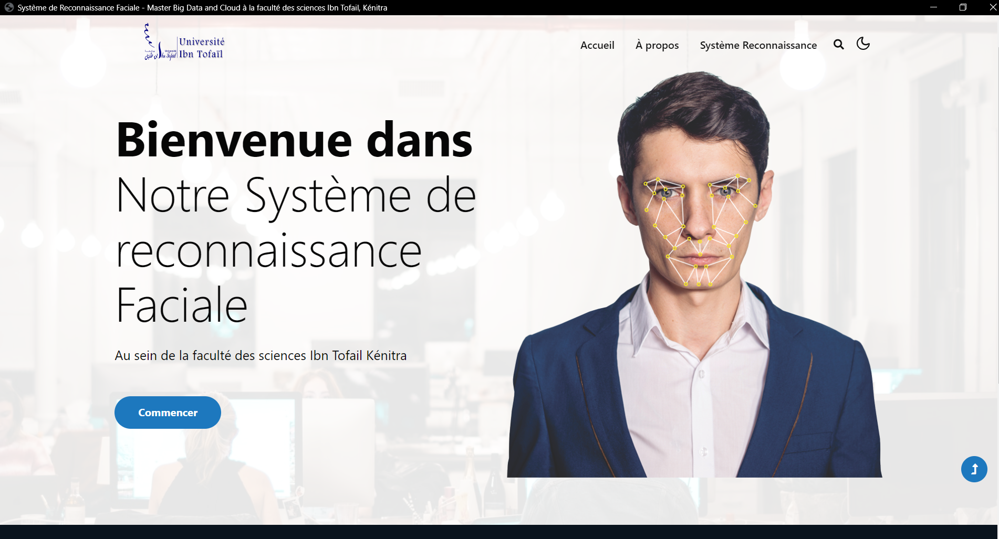 Système de Reconnaissance Faciale - Master Big Data and Cloud à la faculté des sciences Ibn Tofail, Kénitra
Université
Ibn Tofaïl
Accueil
À propos
Système Reconnaissance
Bienvenue dans
Notre Système de
reconnaissance
Faciale
Au sein de la faculté des sciences Ibn Tofail Kénitra
Commencer